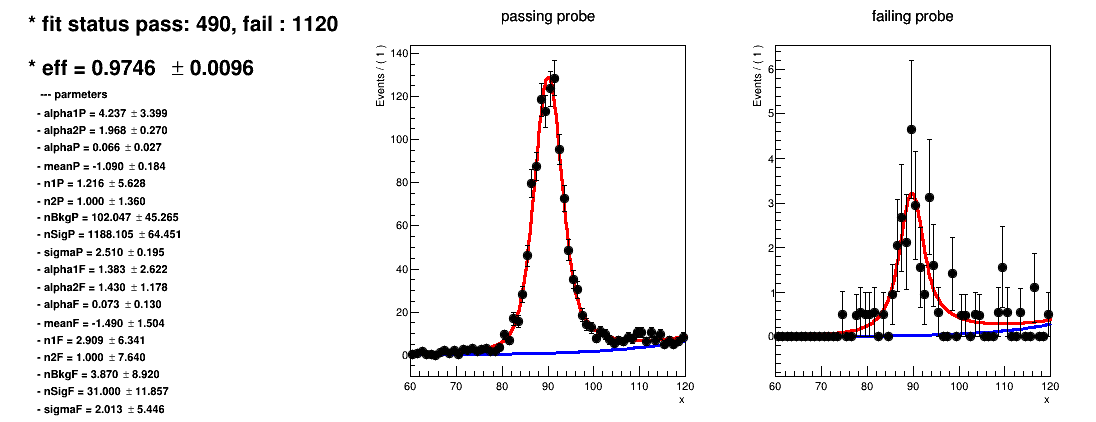 * fit status pass: 490, fail : 1120
* eff = 0.9746 ± 0.0096
--- parmeters
- alpha1P = 4.237 ± 3.399
- alpha2P = 1.968 ± 0.270
- alphaP = 0.066 ± 0.027
- meanP = -1.090 ± 0.184
- n1P = 1.216 ± 5.628
- n2P = 1.000 ± 1.360
- nBkgP = 102.047 ± 45.265
- nSigP = 1188.105 ± 64.451
- sigmaP = 2.510 ± 0.195
- alpha1F = 1.383 ± 2.622
- alpha2F = 1.430 ± 1.178
- alphaF = 0.073 ± 0.130
- meanF = -1.490 ± 1.504
- n1F = 2.909 ± 6.341
- n2F = 1.000 ± 7.640
- nBkgF = 3.870 ± 8.920
- nSigF = 31.000 ± 11.857
- sigmaF = 2.013 ± 5.446
passing probe
Events / ( 1 )
140
120
100
80
60
40
20
0
60 70 80 90 100 110 120
x
failing probe
Events / ( 1 )
6
5
4
3
2
1
0
60 70 80 90 100 110 120
x